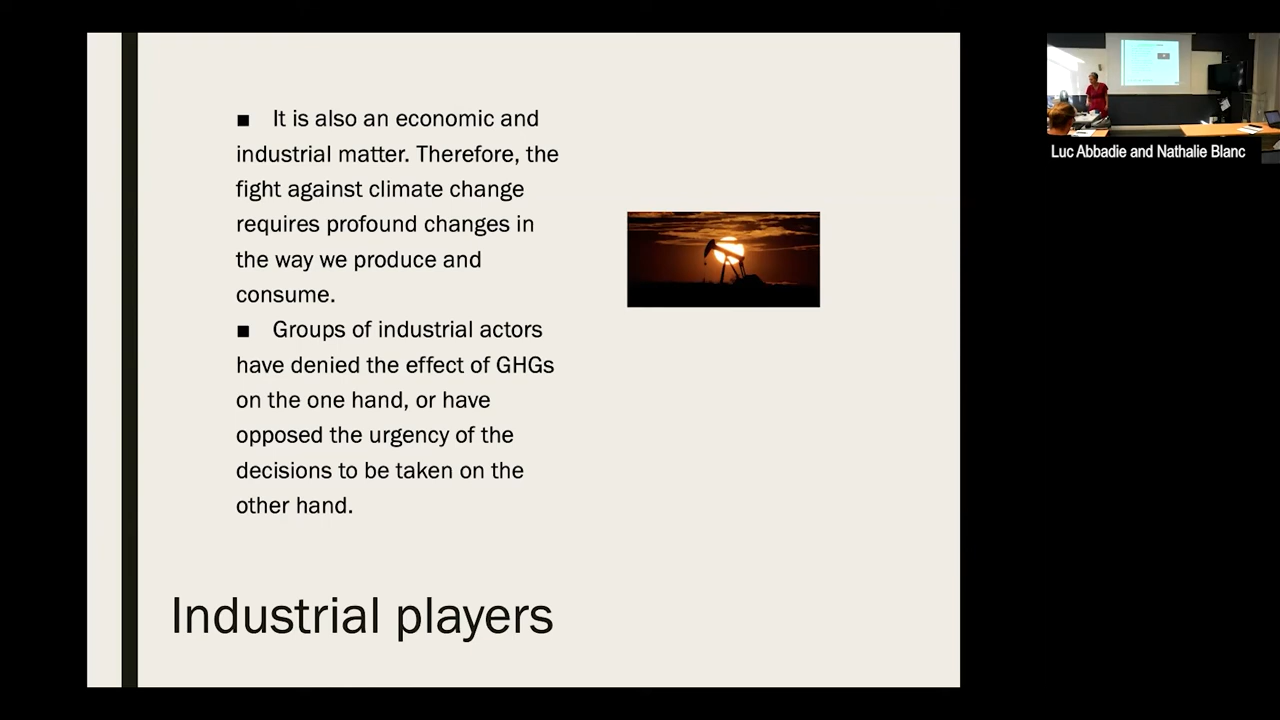 ■ It is also an economic and
industrial matter. Therefore, the
fight against climate change
requires profound changes in
the way we produce and
consume.
■ Groups of industrial actors
have denied the effect of GHGs
on the one hand, or have
opposed the urgency of the
decisions to be taken on the
other hand.
Industrial players
Luc Abbadie and Nathalie Blanc